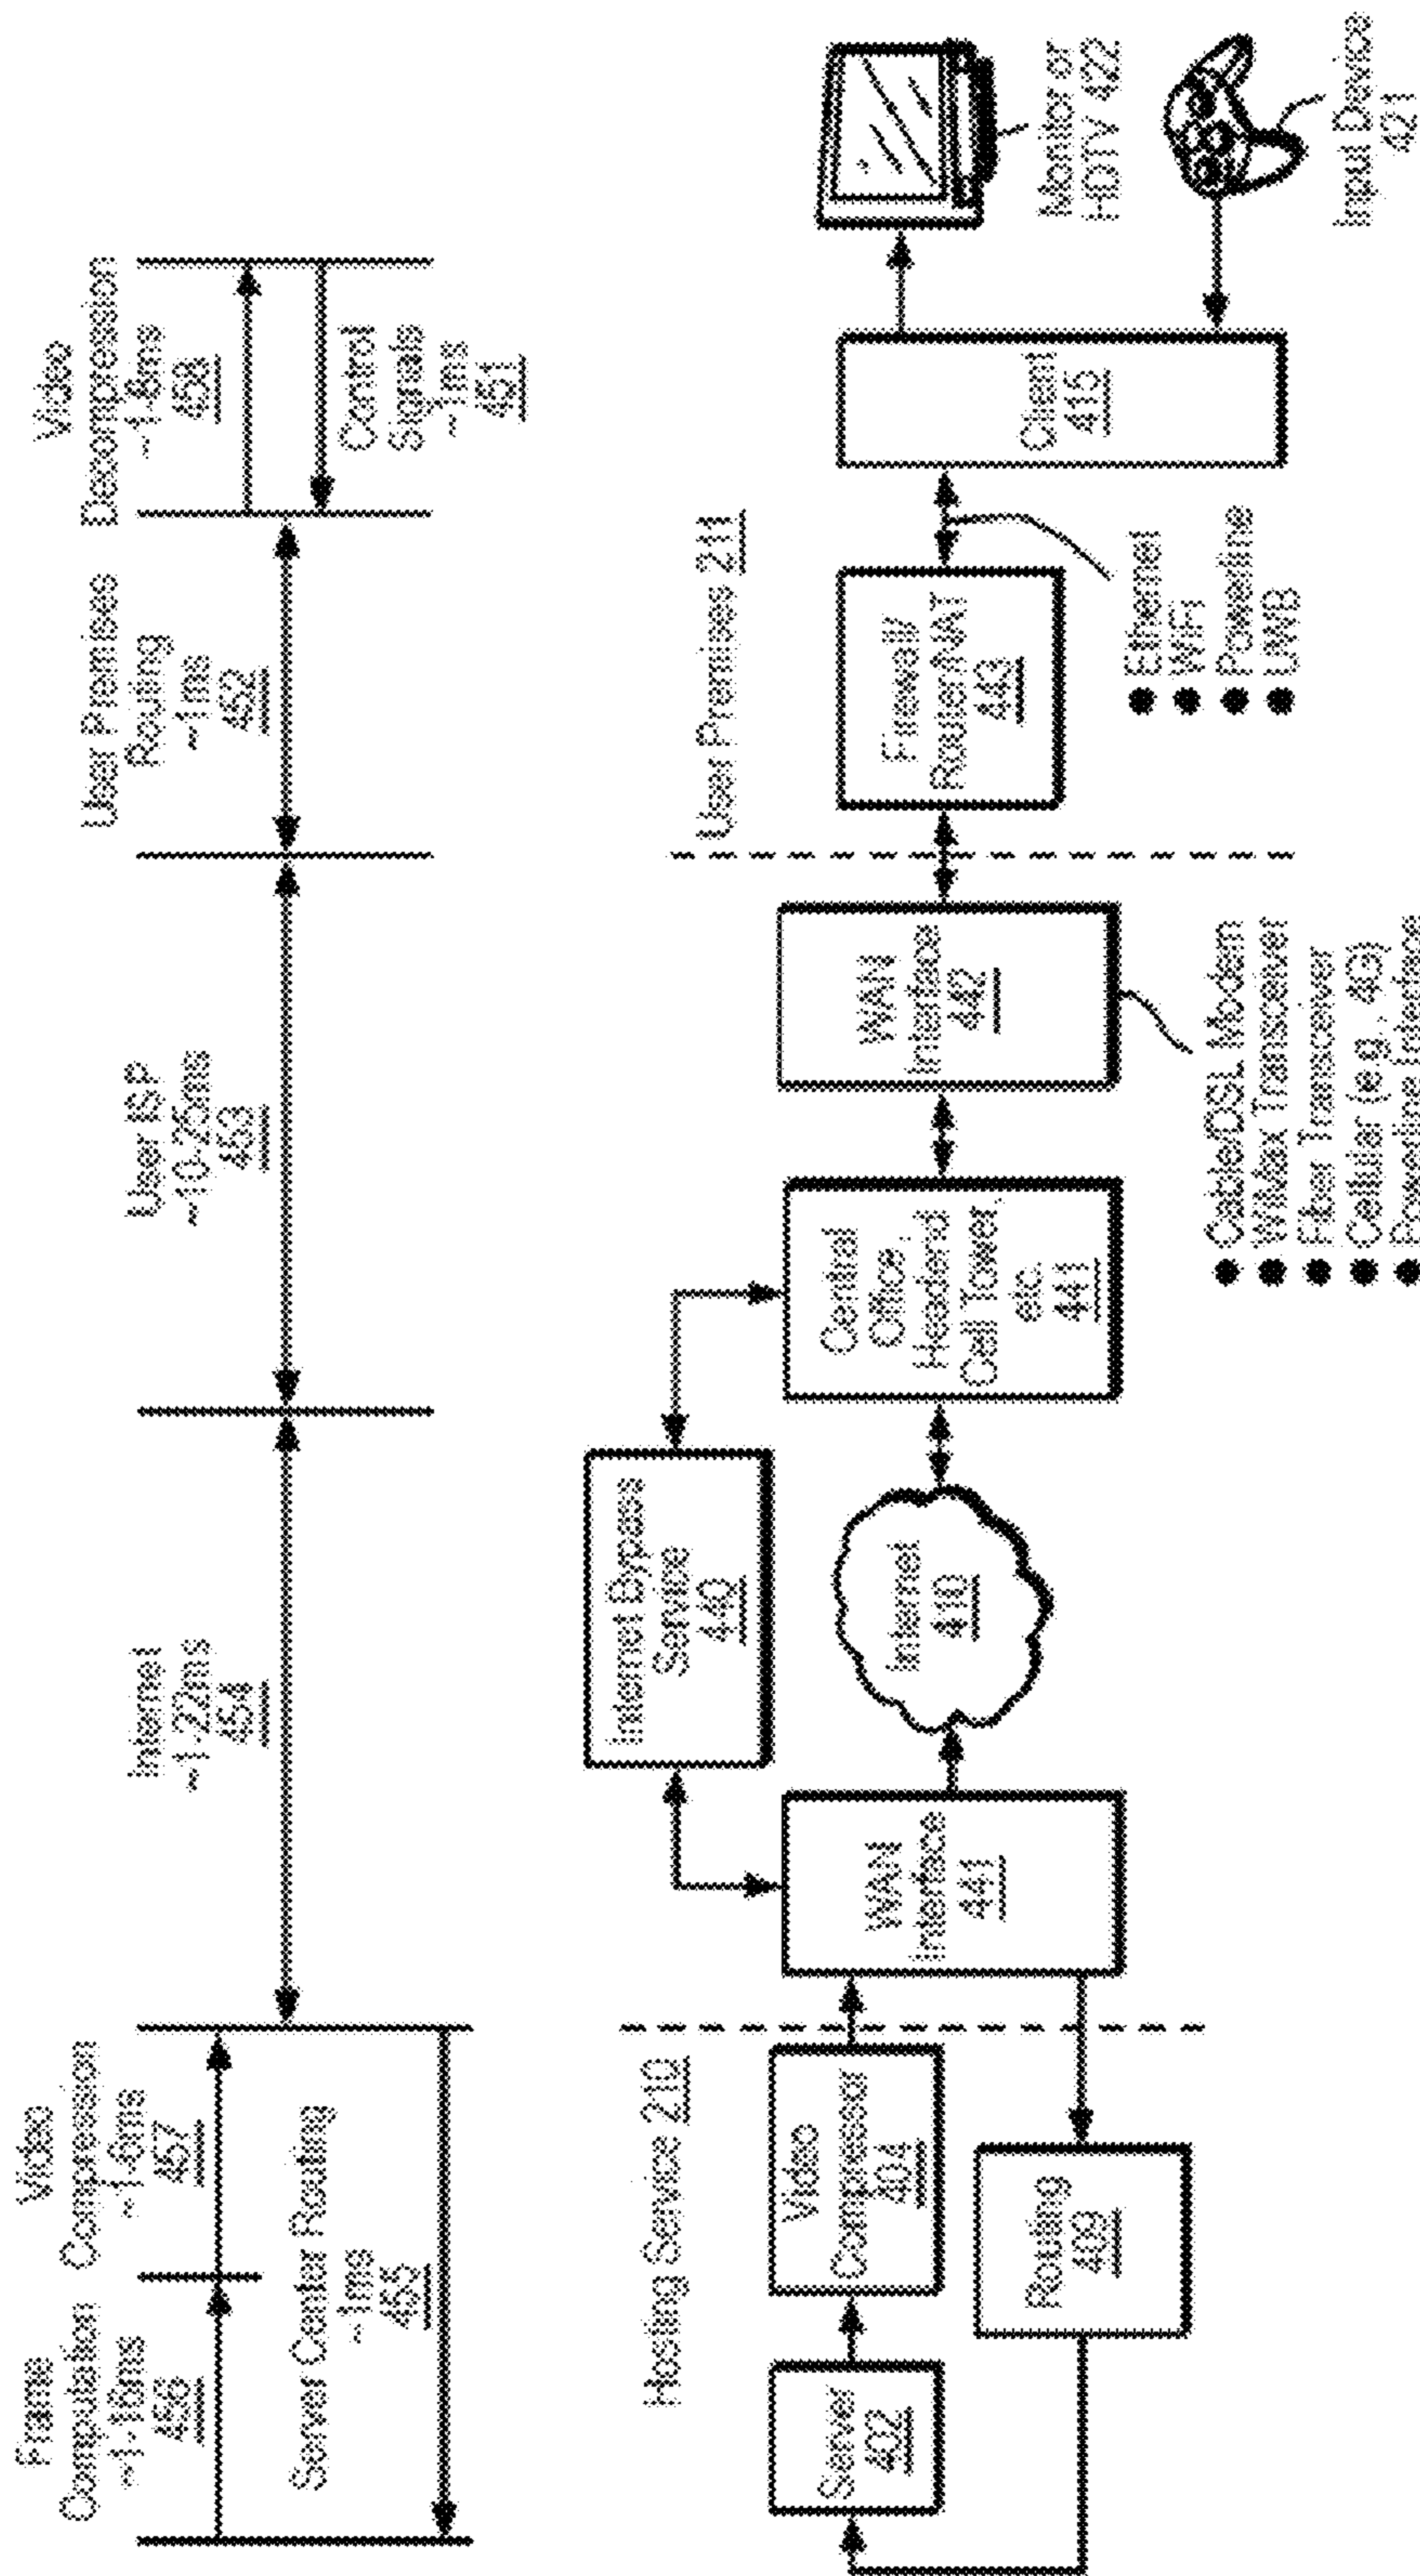 Frame
Computation
~1-16ms
456
Video
Compression
~1-6ms
457
Server Center Routing
~1ms
455
Internet
~1-22ms
454
User ISP
~10-25ms
453
User Premises
Routing
~1ms
452
Video
Decompression
~1-6ms
458
Control
Signals
~1ms
451
Hosting Service 210
Server
402
Video
Compressor
404
Routing
409
WAN
Interface
441
Internet Bypass
Service
440
Internet
410
Central
Office,
Headend,
Cell Tower,
etc.
441
WAN
Interface
442
Cable/DSL Modem
WiMax Transceiver
Fiber Transceiver
Cellular (e.g., 4G)
Powerline Interface
User Premises 211
Firewall/
Router/NAT
443
Ethernet
WiFi
Powerline
UWB
Client
415
Monitor or
HDTV 422
Input Device
421